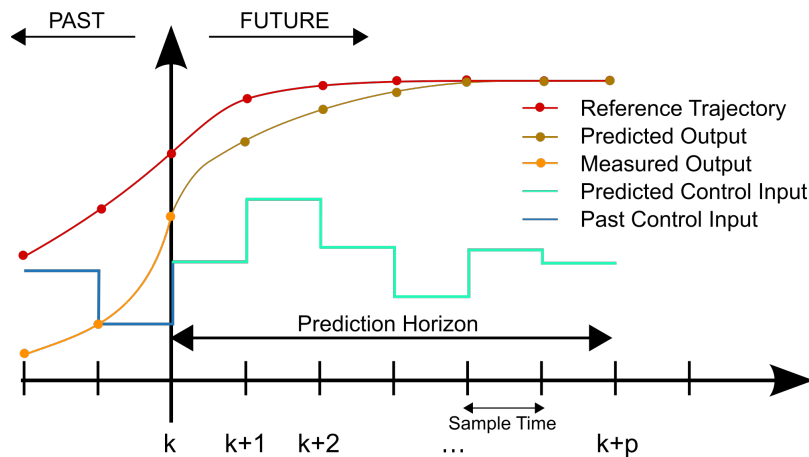 PAST
FUTURE
Reference Trajectory
Predicted Output
Measured Output
Predicted Control Input
Past Control Input
Prediction Horizon
Sample Time
k
k+1
k+2
...
k+p